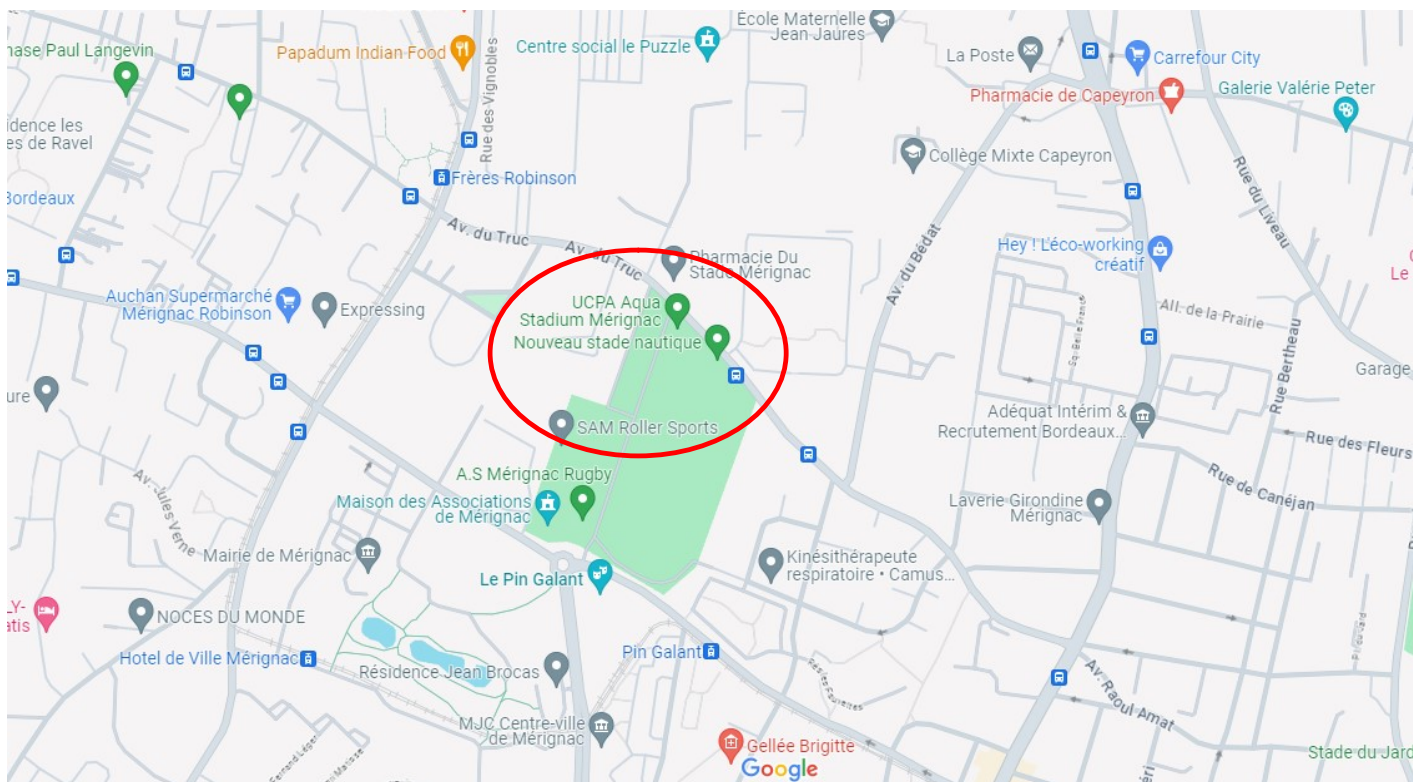 École Maternelle
Jean Jaures
Centre social le Puzzle
Papadum Indian Food
hase Paul Langevin
La Poste
Carrefour City
Pharmacie de Capeyron
Galerie Valérie Peter
idence les
es de Ravel
Rue des Vignobles
Collège Mixte Capeyron
Frères Robinson
Bordeaux
Rue du Liveau
Av. du Truc
Av. du Truc
Pharmacie Du
Stade Mérignac
Hey ! L'éco-working
créatif
Av. du Bédat
Le
Auchan Supermarché
Mérignac Robinson
Expressing
UCPA Aqua
Stadium Mérignac
Nouveau stade nautique
All. de la Prairie
Sq. Belle France
Rue Bertheau
Garage
ure
Adéquat Intérim &
Recrutement Bordeaux...
SAM Roller Sports
Rue des Fleurs
A.S Mérignac Rugby
Maison des Associations
de Mérignac
Rue de Canéjan
Laverie Girondine
Mérignac
Av. Jules Verne
Mairie de Mérignac
Kinésithérapeute
respiratoire • Camus...
Le Pin Galant
LY-
atis
NOCES DU MONDE
Hotel de Ville Mérignac
Pin Galant
Résidence Jean Brocas
Av. Raoul Amat
MJC Centre-ville
de Mérignac
Gellée Brigitte
Google
Stade du Jard